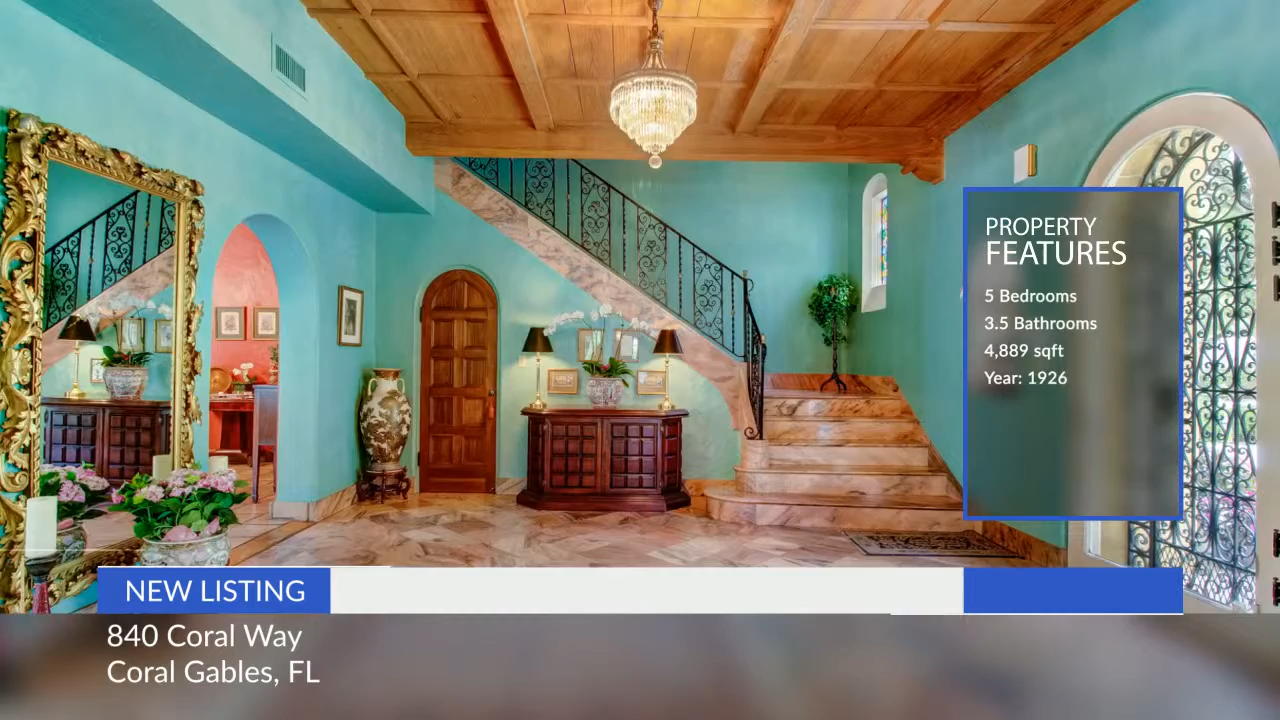 PROPERTY
FEATURES
5 Bedrooms
3.5 Bathrooms
4,889 sqft
Year: 1926
NEW LISTING
840 Coral Way
Coral Gables, FL